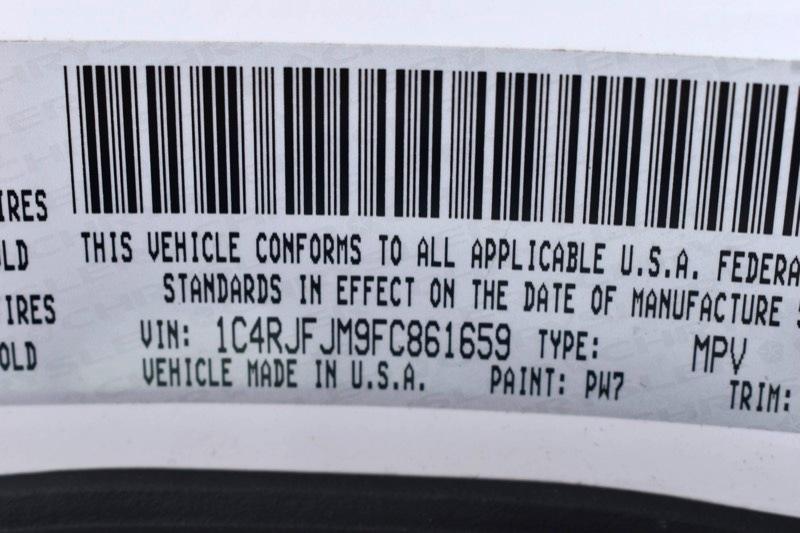 IRES
THIS VEHICLE CONFORMS TO ALL APPLICABLE U.S.A. FEDERA
OLD
STANDARDS IN EFFECT ON THE DATE OF MANUFACTURE
IRES
VIN: 1C4RJFJM9FC861659 TYPE: MPV
OLD
VEHICLE MADE IN U.S.A. PAINT: PW7 TRIM: